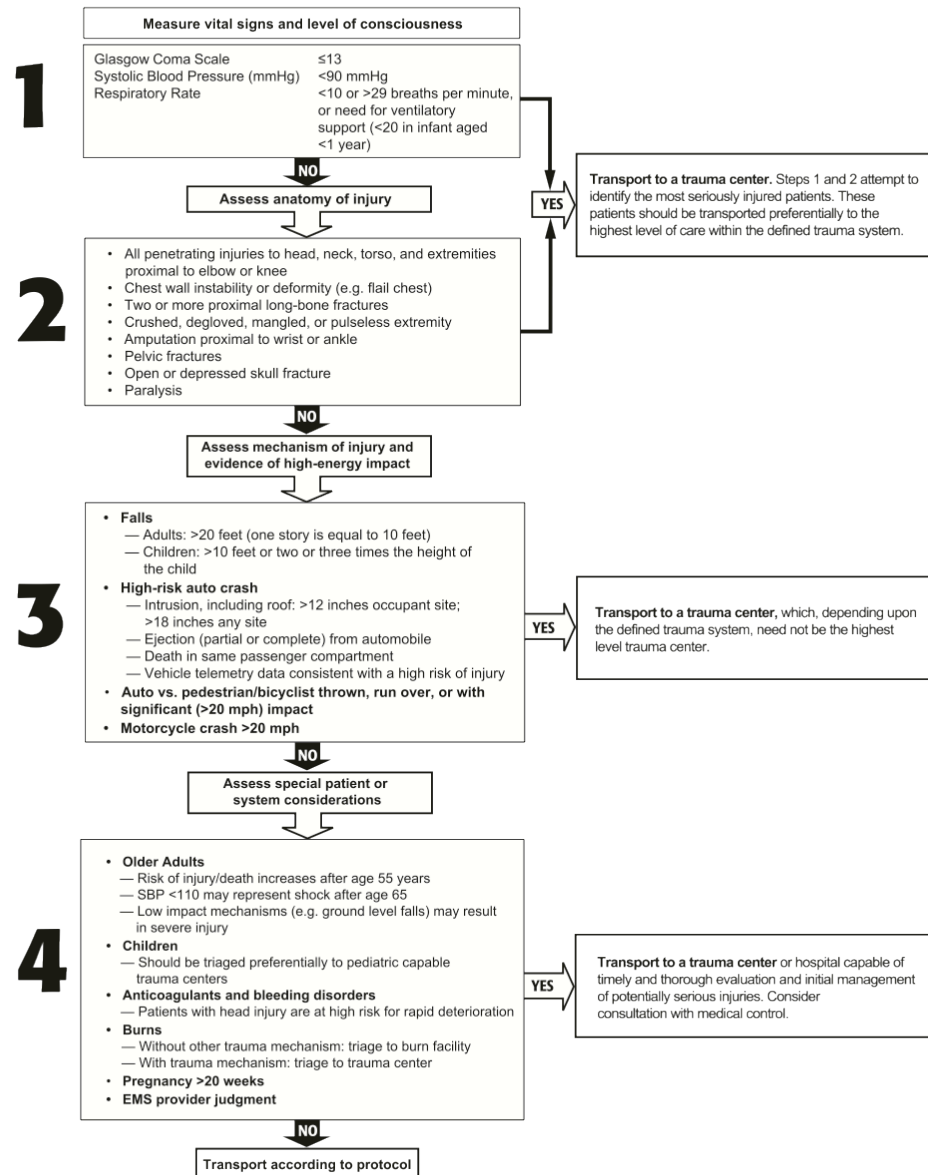 Measure vital signs and level of consciousness
1
Glasgow Coma Scale ≤13
Systolic Blood Pressure (mmHg) <90 mmHg
Respiratory Rate <10 or >29 breaths per minute,
or need for ventilatory
support (<20 in infant aged
<1 year)
NO
Assess anatomy of injury
YES
Transport to a trauma center. Steps 1 and 2 attempt to
identify the most seriously injured patients. These
patients should be transported preferentially to the
highest level of care within the defined trauma system.
2
• All penetrating injuries to head, neck, torso, and extremities
proximal to elbow or knee
• Chest wall instability or deformity (e.g. flail chest)
• Two or more proximal long-bone fractures
• Crushed, degloved, mangled, or pulseless extremity
• Amputation proximal to wrist or ankle
• Pelvic fractures
• Open or depressed skull fracture
• Paralysis
NO
Assess mechanism of injury and
evidence of high-energy impact
3
• Falls
— Adults: >20 feet (one story is equal to 10 feet)
— Children: >10 feet or two or three times the height of
the child
• High-risk auto crash
— Intrusion, including roof: >12 inches occupant site;
>18 inches any site
— Ejection (partial or complete) from automobile
— Death in same passenger compartment
— Vehicle telemetry data consistent with a high risk of injury
• Auto vs. pedestrian/bicyclist thrown, run over, or with
significant (>20 mph) impact
• Motorcycle crash >20 mph
YES
Transport to a trauma center, which, depending upon
the defined trauma system, need not be the highest
level trauma center.
NO
Assess special patient or
system considerations
4
• Older Adults
— Risk of injury/death increases after age 55 years
— SBP <110 may represent shock after age 65
— Low impact mechanisms (e.g. ground level falls) may result
in severe injury
• Children
— Should be triaged preferentially to pediatric capable
trauma centers
• Anticoagulants and bleeding disorders
— Patients with head injury are at high risk for rapid deterioration
• Burns
— Without other trauma mechanism: triage to burn facility
— With trauma mechanism: triage to trauma center
• Pregnancy >20 weeks
• EMS provider judgment
YES
Transport to a trauma center or hospital capable of
timely and thorough evaluation and initial management
of potentially serious injuries. Consider
consultation with medical control.
NO
Transport according to protocol